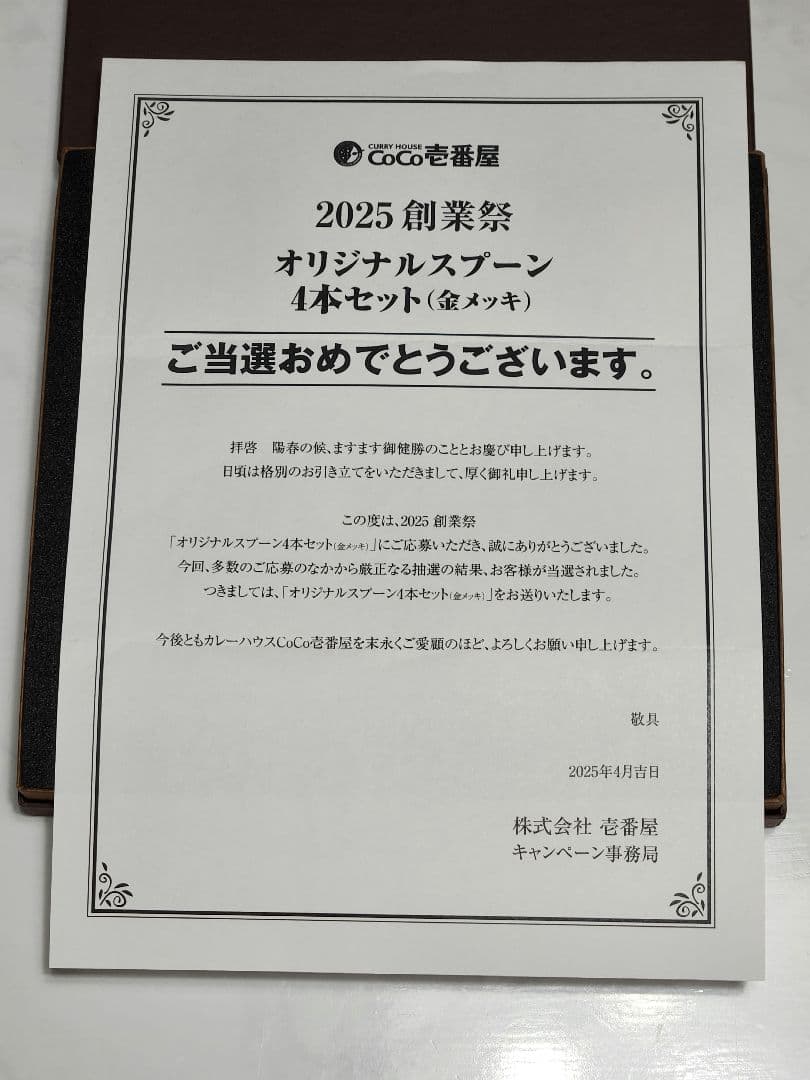 CURRY HOUSE
CoCo壱番屋
2025 創業祭
オリジナルスプーン
4本セット(金メッキ)
ご当選おめでとうございます。
拝啓　陽春の候、ますます御健勝のこととお慶び申し上げます。
日頃は格別のお引き立てをいただきまして、厚く御礼申し上げます。
この度は、2025 創業祭
「オリジナルスプーン4本セット(金メッキ)」にご応募いただき、誠にありがとうございました。
今回、多数のご応募のなかから厳正なる抽選の結果、お客様が当選されました。
つきましては、「オリジナルスプーン4本セット(金メッキ)」をお送りいたします。
今後ともカレーハウスCoCo壱番屋を末永くご愛顧のほど、よろしくお願い申し上げます。
敬具
2025年4月吉日
株式会社 壱番屋
キャンペーン事務局